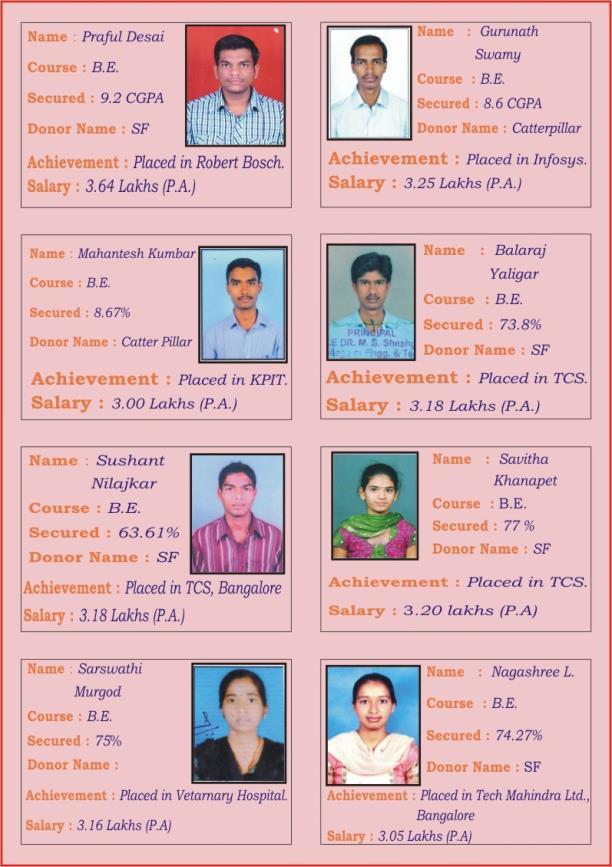 Name : Praful Desai
Course : B.E.
Secured : 9.2 CGPA
Donor Name : SF
Achievement : Placed in Robert Bosch.
Salary : 3.64 Lakhs (P.A.)
Name : Gurunath
Swamy
Course : B.E.
Secured : 8.6 CGPA
Donor Name : Catterpillar
Achievement : Placed in Infosys.
Salary : 3.25 Lakhs (P.A.)
Name : Mahantesh Kumbar
Course : B.E.
Secured : 8.67%
Donor Name : Catter Pillar
Achievement : Placed in KPIT.
Salary : 3.00 Lakhs (P.A.)
Name : Balaraj
Yaligar
Course : B.E.
Secured : 73.8%
Donor Name : SF
PRINCIPAL
DR. M. S. Shesh
Engg. & Te
Achievement : Placed in TCS.
Salary : 3.18 Lakhs (P.A.)
Name : Sushant
Nilajkar
Course : B.E.
Secured : 63.61%
Donor Name : SF
Achievement : Placed in TCS, Bangalore
Salary : 3.18 Lakhs (P.A.)
Name : Savitha
Khanapet
Course : B.E.
Secured : 77 %
Donor Name : SF
Achievement : Placed in TCS.
Salary : 3.20 lakhs (P.A)
Name : Sarswathi
Murgod
Course : B.E.
Secured : 75%
Donor Name :
Achievement : Placed in Vetarnary Hospital.
Salary : 3.16 Lakhs (P.A)
Name : Nagashree L.
Course : B.E.
Secured : 74.27%
Donor Name : SF
Achievement : Placed in Tech Mahindra Ltd.,
Bangalore
Salary : 3.05 Lakhs (P.A)